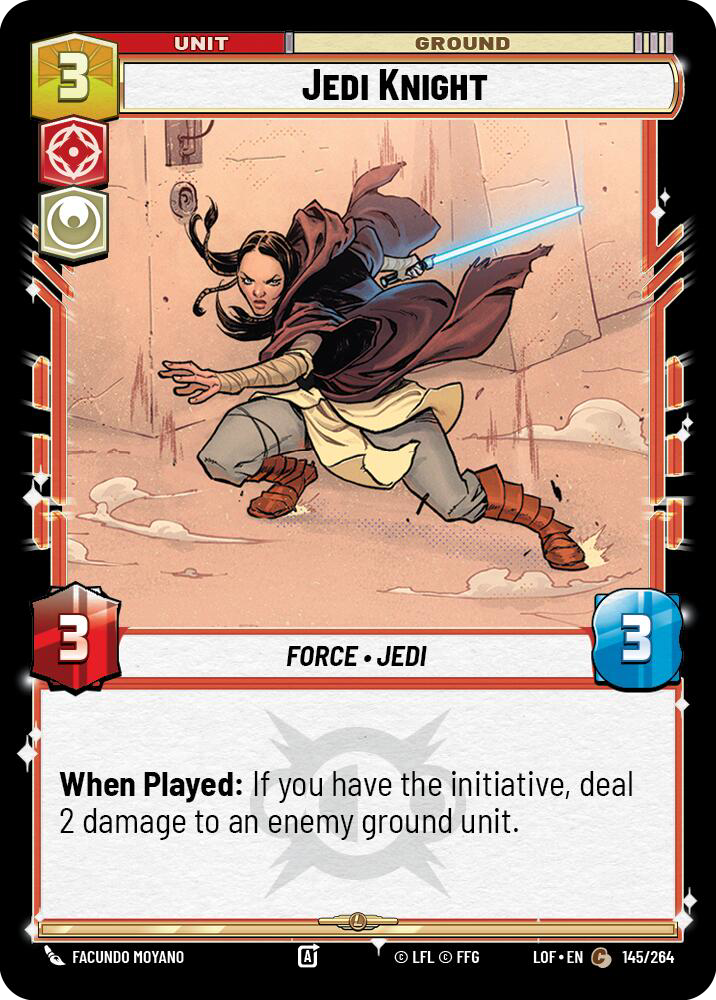 UNIT
GROUND
3
JEDI KNIGHT
3
FORCE • JEDI
3
When Played: If you have the initiative, deal
2 damage to an enemy ground unit.
FACUNDO MOYANO
A
© LFL © FFG
LOF • EN
C
145/264